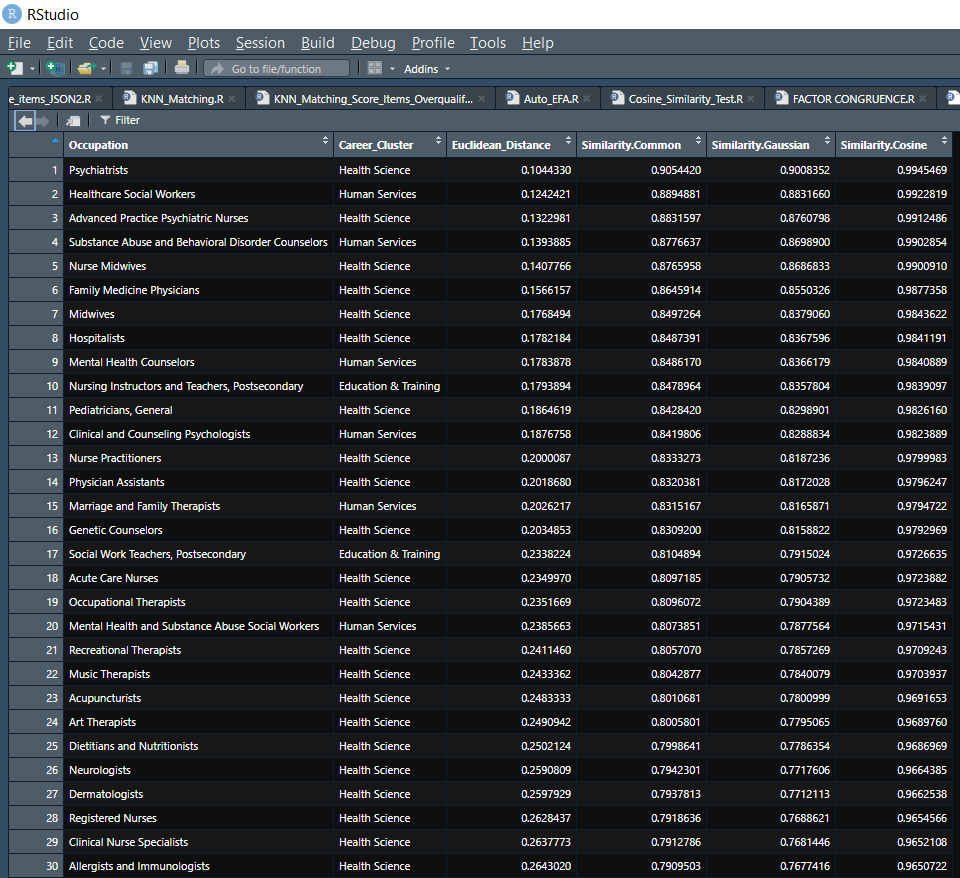 R RStudio
File Edit Code View Plots Session Build Debug Profile Tools Help
Go to file/function Addins
e_items_JSON2.R KNN_Matching.R KNN_Matching_Score_Items_Overqualif... Auto_EFA.R Cosine_Similarity_Test.R FACTOR CONGRUENCE.R
Filter
Occupation Career_Cluster Euclidean_Distance Similarity.Common Similarity.Gaussian Similarity.Cosine
1 Psychiatrists Health Science 0.1044330 0.9054420 0.9008352 0.9945469
2 Healthcare Social Workers Human Services 0.1242421 0.8894881 0.8831660 0.9922819
3 Advanced Practice Psychiatric Nurses Health Science 0.1322981 0.8831597 0.8760798 0.9912486
4 Substance Abuse and Behavioral Disorder Counselors Human Services 0.1393885 0.8776637 0.8698900 0.9902854
5 Nurse Midwives Health Science 0.1407766 0.8765958 0.8686833 0.9900910
6 Family Medicine Physicians Health Science 0.1566157 0.8645914 0.8550326 0.9877358
7 Midwives Health Science 0.1768494 0.8497264 0.8379060 0.9843622
8 Hospitalists Health Science 0.1782184 0.8487391 0.8367596 0.9841191
9 Mental Health Counselors Human Services 0.1783878 0.8486170 0.8366179 0.9840889
10 Nursing Instructors and Teachers, Postsecondary Education & Training 0.1793894 0.8478964 0.8357804 0.9839097
11 Pediatricians, General Health Science 0.1864619 0.8428420 0.8298901 0.9826160
12 Clinical and Counseling Psychologists Human Services 0.1876758 0.8419806 0.8288834 0.9823889
13 Nurse Practitioners Health Science 0.2000087 0.8333273 0.8187236 0.9799983
14 Physician Assistants Health Science 0.2018680 0.8320381 0.8172028 0.9796247
15 Marriage and Family Therapists Human Services 0.2026217 0.8315167 0.8165871 0.9794722
16 Genetic Counselors Health Science 0.2034853 0.8309200 0.8158822 0.9792969
17 Social Work Teachers, Postsecondary Education & Training 0.2338224 0.8104894 0.7915024 0.9726635
18 Acute Care Nurses Health Science 0.2349970 0.8097185 0.7905732 0.9723882
19 Occupational Therapists Health Science 0.2351669 0.8096072 0.7904389 0.9723483
20 Mental Health and Substance Abuse Social Workers Human Services 0.2385663 0.8073851 0.7877564 0.9715431
21 Recreational Therapists Health Science 0.2411460 0.8057070 0.7857269 0.9709243
22 Music Therapists Health Science 0.2433362 0.8042877 0.7840079 0.9703937
23 Acupuncturists Health Science 0.2483333 0.8010681 0.7800999 0.9691653
24 Art Therapists Health Science 0.2490942 0.8005801 0.7795065 0.9689760
25 Dietitians and Nutritionists Health Science 0.2502124 0.7998641 0.7786354 0.9686969
26 Neurologists Health Science 0.2590809 0.7942301 0.7717606 0.9664385
27 Dermatologists Health Science 0.2597929 0.7937813 0.7712113 0.9662538
28 Registered Nurses Health Science 0.2628437 0.7918636 0.7688621 0.9654566
29 Clinical Nurse Specialists Health Science 0.2637773 0.7912786 0.7681446 0.9652108
30 Allergists and Immunologists Health Science 0.2643020 0.7909503 0.7677416 0.9650722